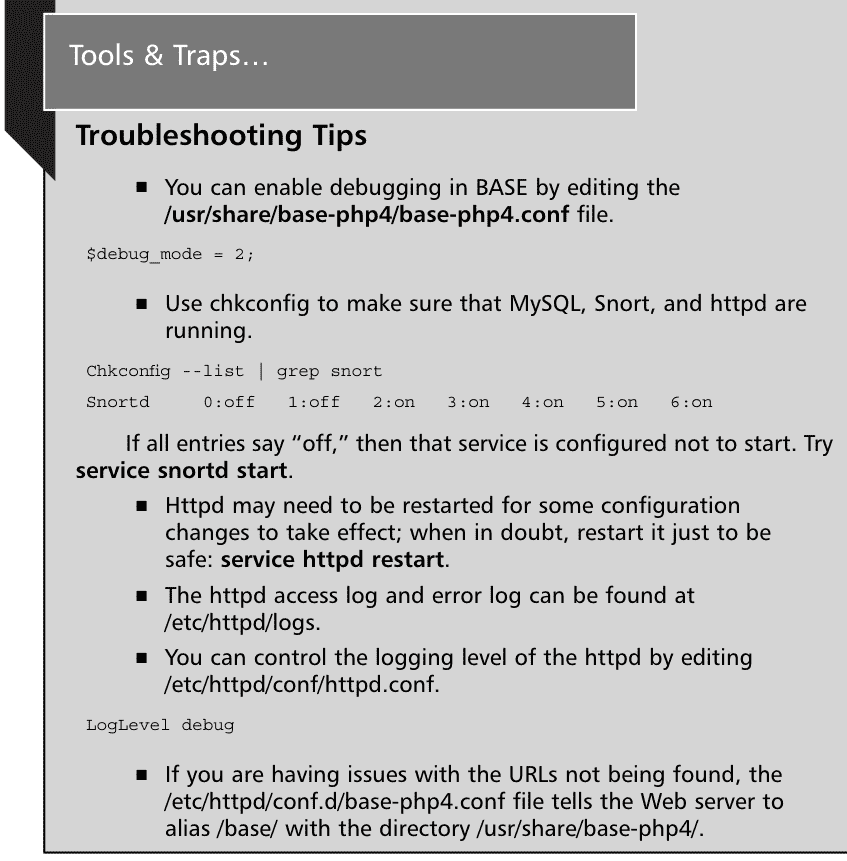 Tools & Traps…
Troubleshooting Tips
■ You can enable debugging in BASE by editing the
/usr/share/base-php4/base-php4.conf file.
$debug_mode = 2;
■ Use chkconfig to make sure that MySQL, Snort, and httpd are
running.
Chkconfig --list | grep snort
Snortd 0:off 1:off 2:on 3:on 4:on 5:on 6:on
If all entries say “off,” then that service is configured not to start. Try
service snortd start.
■ Httpd may need to be restarted for some configuration
changes to take effect; when in doubt, restart it just to be
safe: service httpd restart.
■ The httpd access log and error log can be found at
/etc/httpd/logs.
■ You can control the logging level of the httpd by editing
/etc/httpd/conf/httpd.conf.
LogLevel debug
■ If you are having issues with the URLs not being found, the
/etc/httpd/conf.d/base-php4.conf file tells the Web server to
alias /base/ with the directory /usr/share/base-php4/.